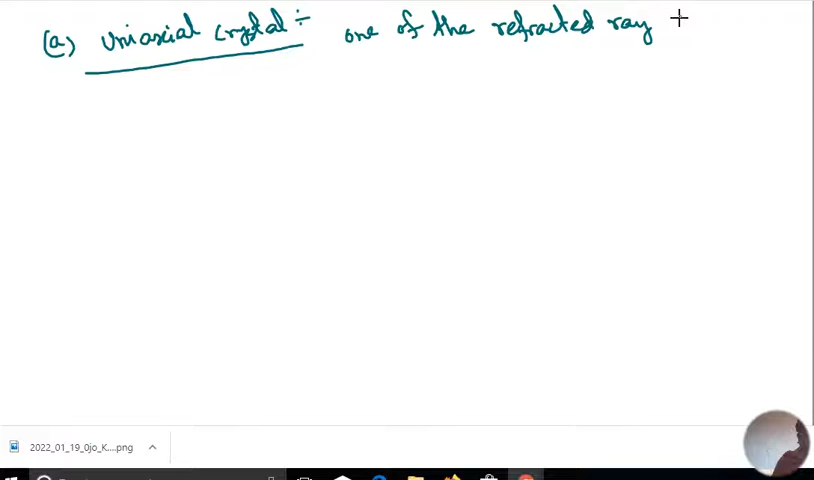 (a) Uniaxial crystal ÷ one of the refracted ray
2022_01_19_0jo_K....png